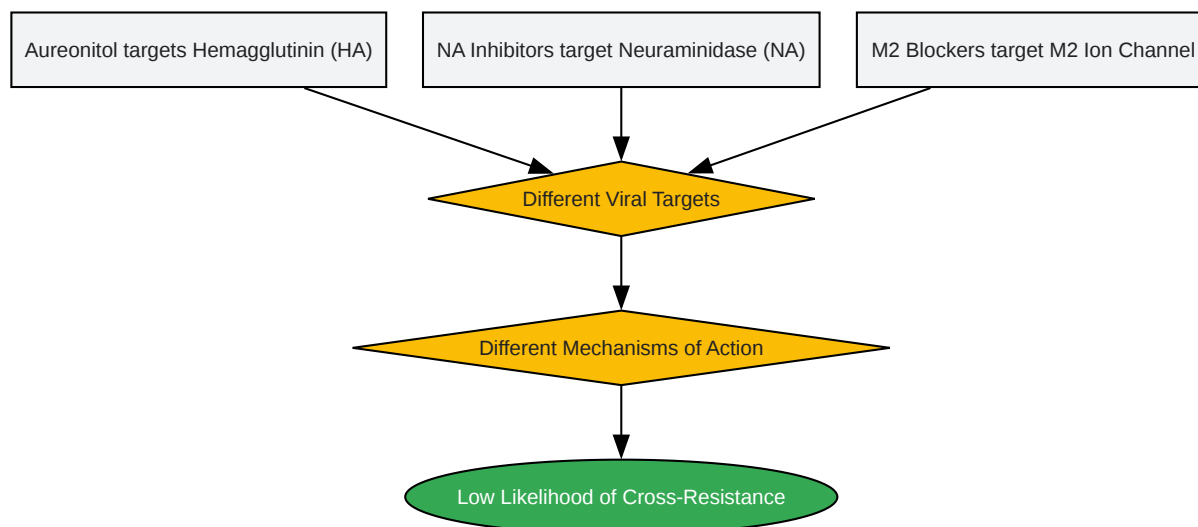 Aureonitol targets Hemagglutinin (HA)
NA Inhibitors target Neuraminidase (NA)
M2 Blockers target M2 Ion Channel
Different Viral Targets
Different Mechanisms of Action
Low Likelihood of Cross-Resistance